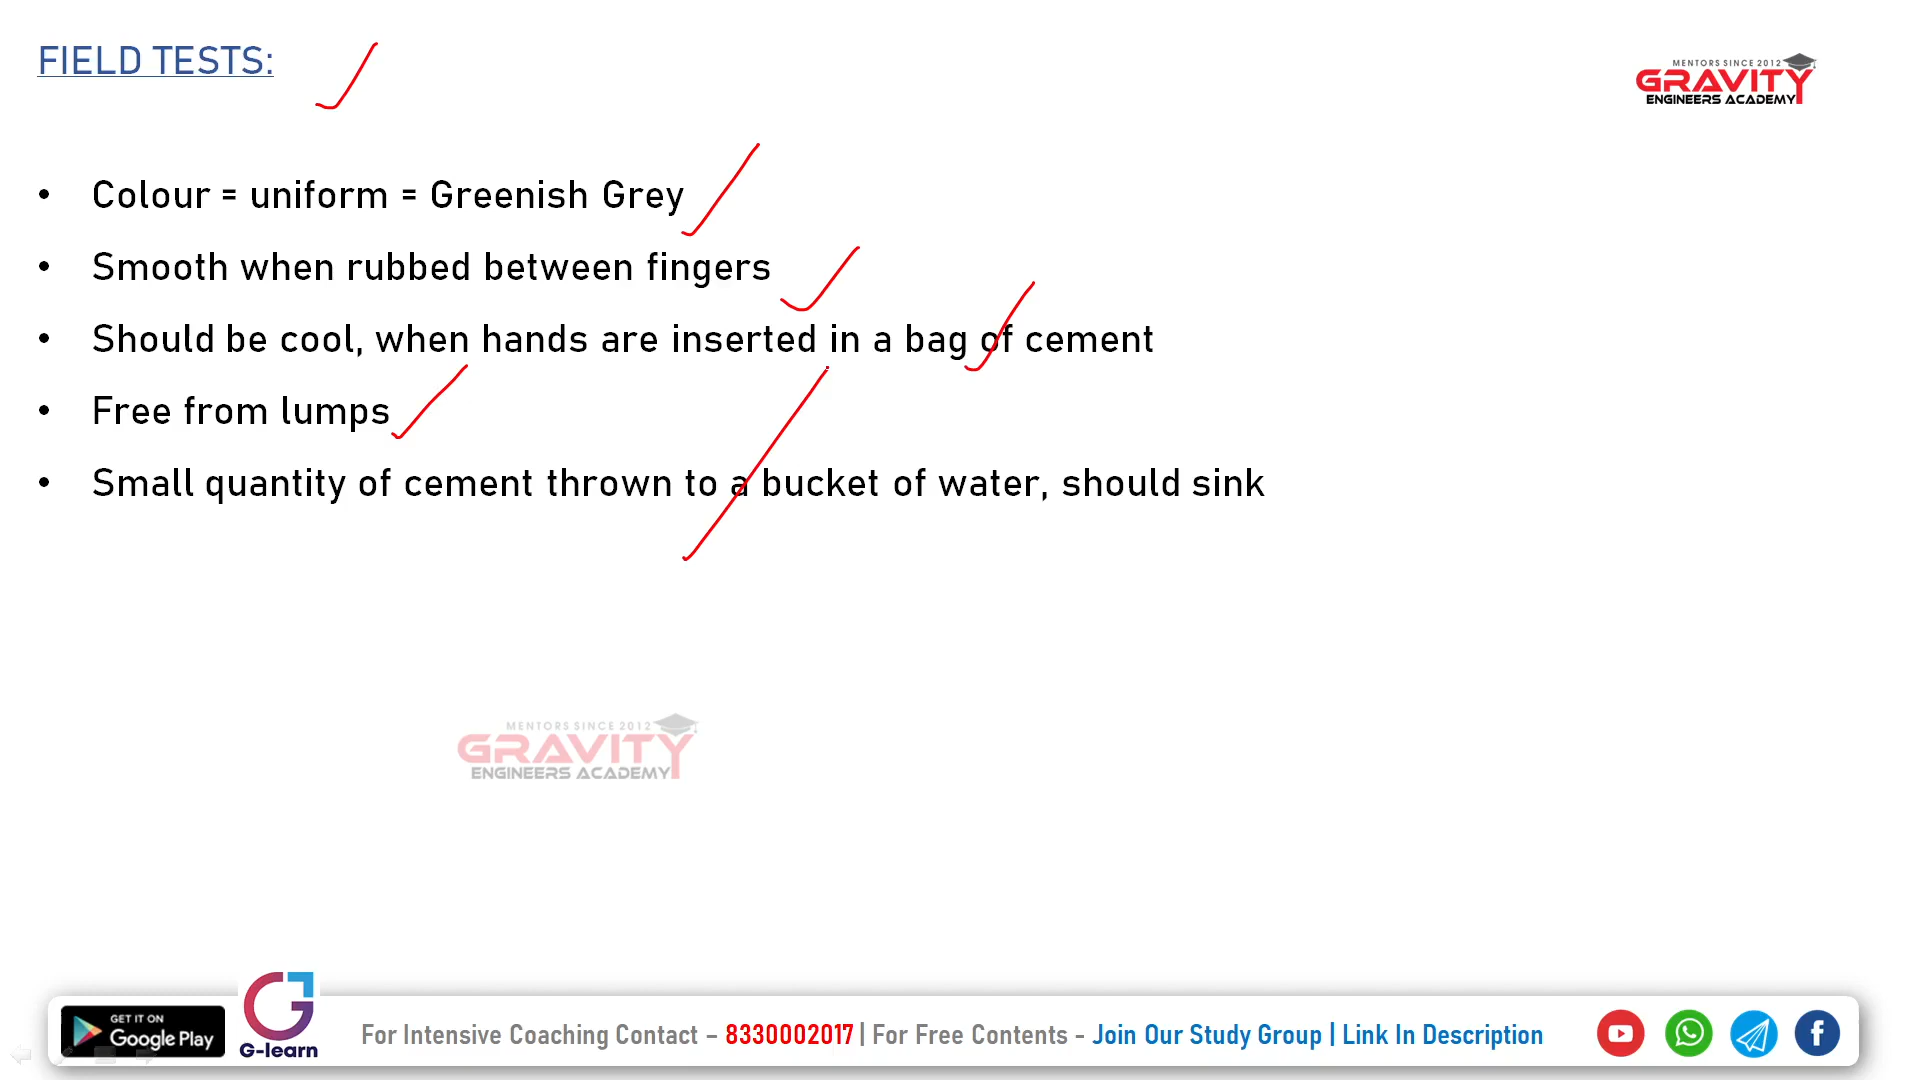 FIELD TESTS:
MENTORS SINCE 2012
GRAVITY
ENGINEERS ACADEMY
• Colour = uniform = Greenish Grey
• Smooth when rubbed between fingers
• Should be cool, when hands are inserted in a bag of cement
• Free from lumps
• Small quantity of cement thrown to a bucket of water, should sink
MENTORS SINCE 2012
GRAVITY
ENGINEERS ACADEMY
GET IT ON
Google Play
G-learn
For Intensive Coaching Contact – 8330002017 | For Free Contents - Join Our Study Group | Link In Description